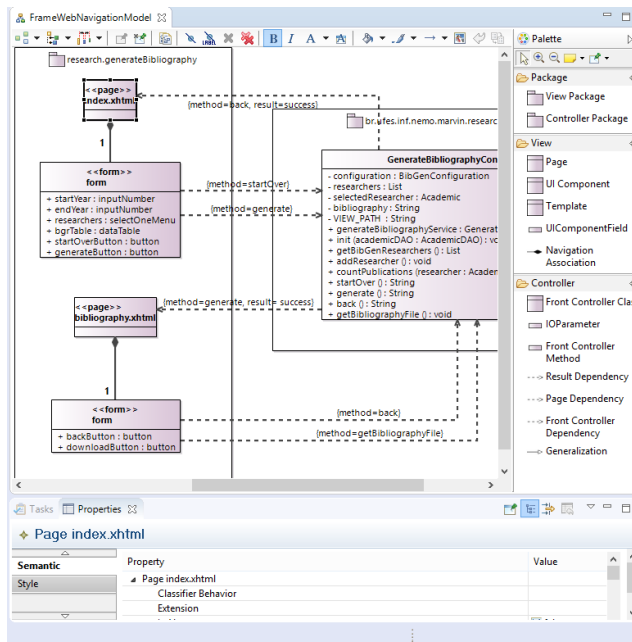 FrameWebNavigationModel
B I A
Palette
research.generateBibliography
Package
<<page>>
index.xhtml
View Package
{method=back, result=success}
Controller Package
br.ufes.inf.nemo.marvin.researc
View
1
Page
<<form>>
form
GenerateBibliographyCon
UI Component
- configuration : BibGenConfiguration
{method=startOver}
- researchers : List
Template
+ startYear : inputNumber
- selectedResearcher : Academic
+ endYear : inputNumber
{method=generate}
- bibliography : String
UIComponentField
+ researchers : selectOneMenu
- VIEW_PATH : String
+ bgrTable : dataTable
+ generateBibliographyService : Generat
Navigation
Association
+ startOverButton : button
+ init (academicDAO : AcademicDAO) : vo
+ generateButton : button
+ getBibGenResearchers () : List
+ addResearcher () : void
Controller
+ countPublications (researcher : Academ
+ startOver () : String
Front Controller Clas
{method=generate, result= success}
+ generate () : String
<<page>>
bibliography.xhtml
+ back () : String
IOParameter
+ getBibliographyFile () : void
Front Controller
Method
Result Dependency
1
Page Dependency
<<form>>
form
{method=back}
Front Controller
Dependency
+ backButton : button
{method=getBibliographyFile}
+ downloadButton : button
Generalization
Tasks Properties
Page index.xhtml
Semantic
Property Value
Style
Page index.xhtml
Classifier Behavior
Extension